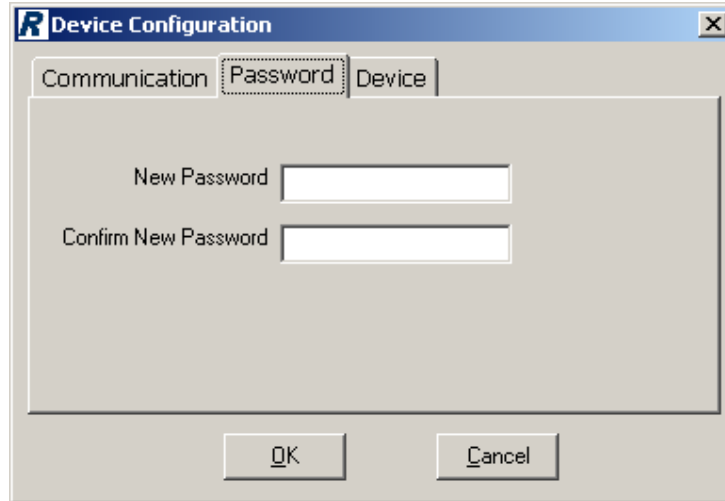 R Device Configuration
Communication Password Device
New Password
Confirm New Password
OK Cancel